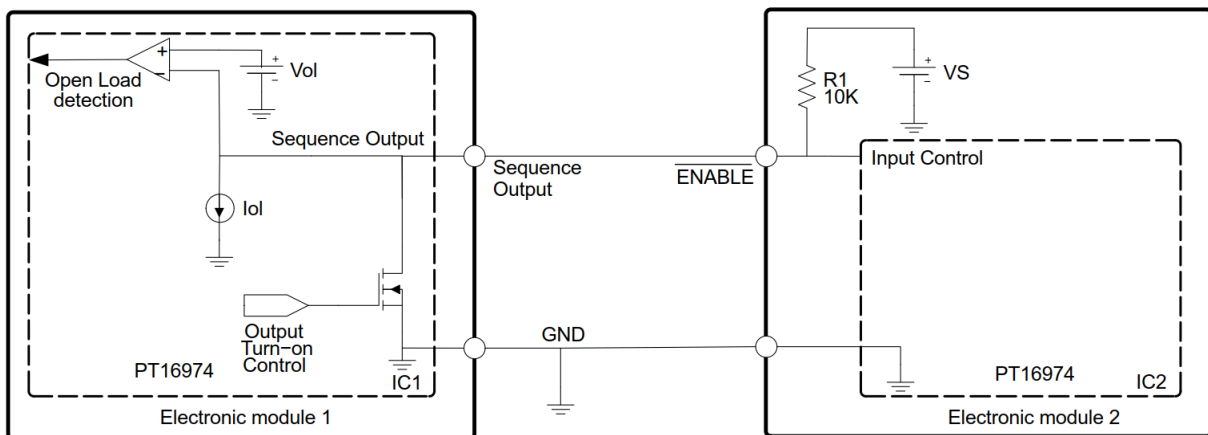 +
−
+
−
Vol
Open Load
detection
Sequence Output
Iol
Output
Turn−on
Control
PT16974
IC1
Electronic module 1
Sequence
Output
ENABLE
GND
R1
10K
+
−
VS
Input Control
PT16974
IC2
Electronic module 2